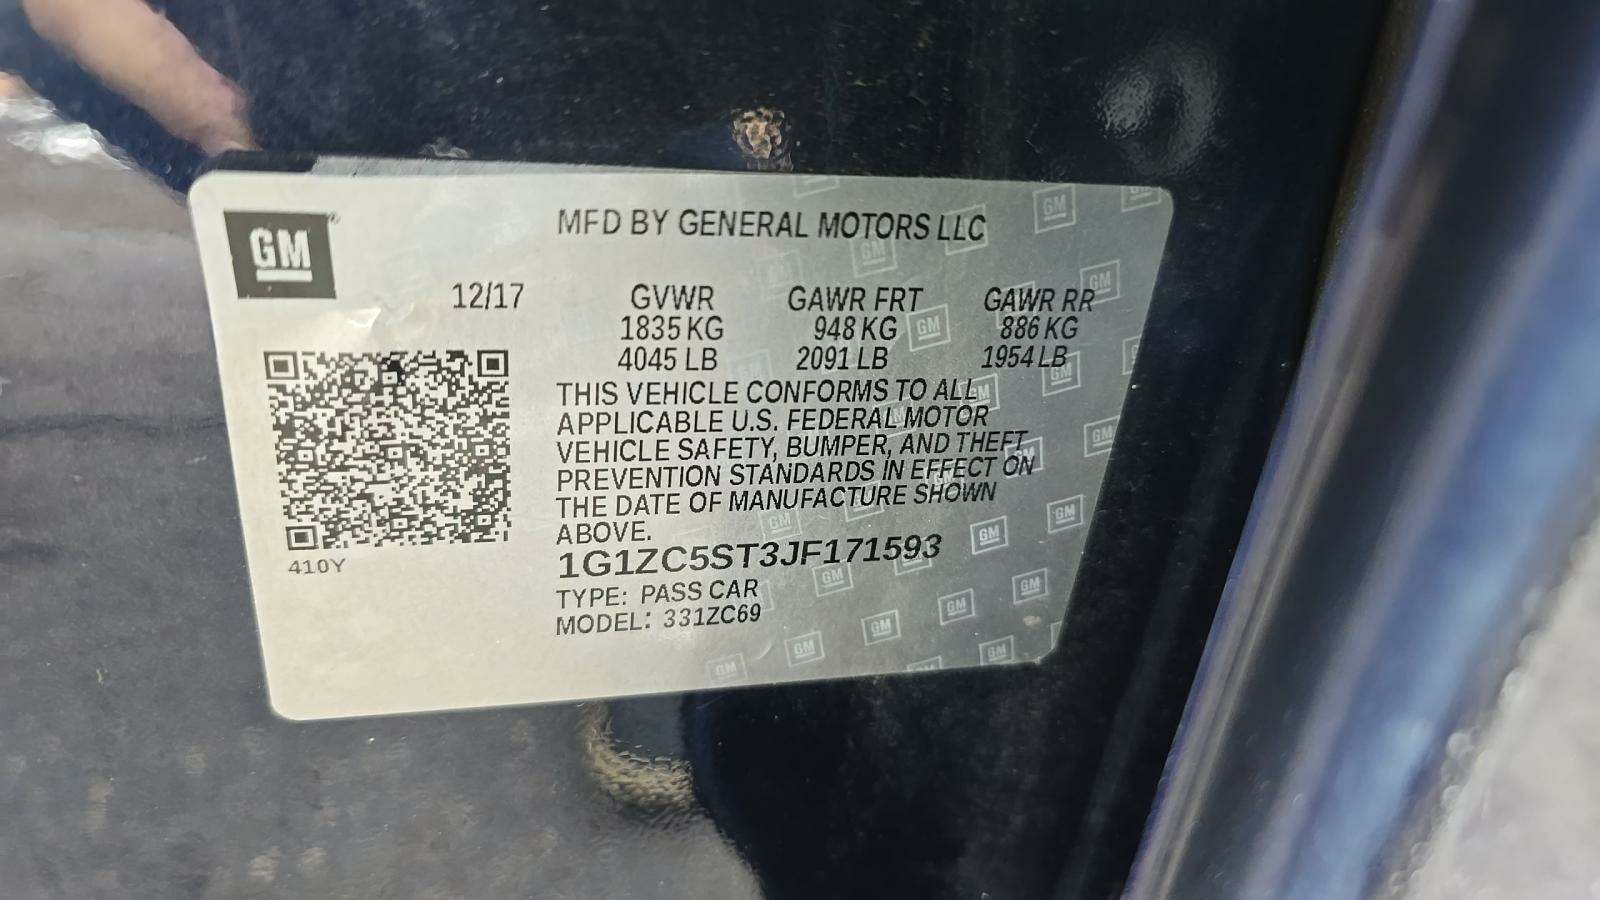 GM
MFD BY GENERAL MOTORS LLC
12/17 GVWR GAWR FRT GAWR RR
1835 KG 948 KG 886 KG
4045 LB 2091 LB 1954 LB
THIS VEHICLE CONFORMS TO ALL
APPLICABLE U.S. FEDERAL MOTOR
VEHICLE SAFETY, BUMPER, AND THEFT
PREVENTION STANDARDS IN EFFECT ON
THE DATE OF MANUFACTURE SHOWN
ABOVE.
410Y
1G1ZC5ST3JF171593
TYPE: PASS CAR
MODEL: 331ZC69